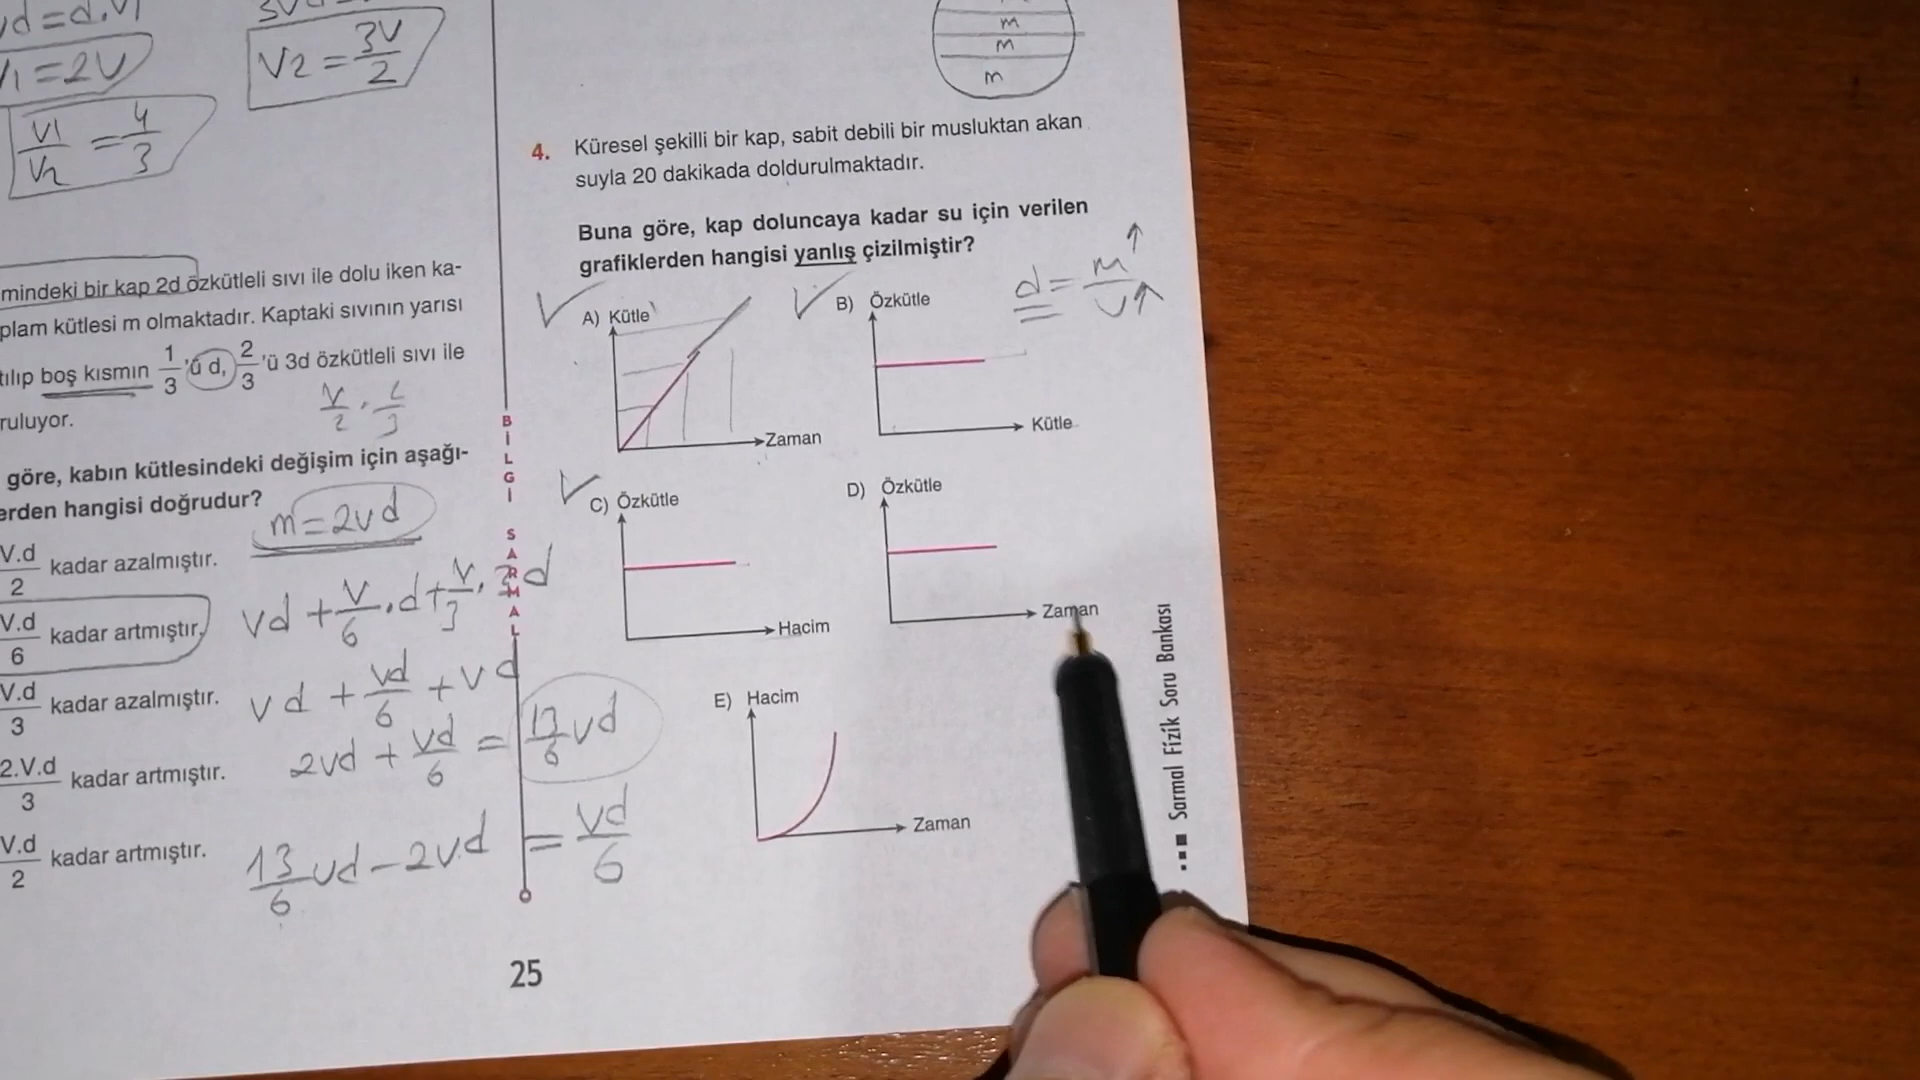 V1=2V
V2=3V/2
V1/V2=4/3
mindeki bir kap 2d özkütleli sıvı ile dolu iken ka-
plam kütlesi m olmaktadır. Kaptaki sıvının yarısı
boş kısmın 1/3 'ü d, 2/3 'ü 3d özkütleli sıvı ile
göre, kabın kütlesindeki değişim için aşağı-
hangisi doğrudur?
m=2vd
V.d/2 kadar azalmıştır.
V.d/6 kadar artmıştır.
V.d/3 kadar azalmıştır.
2.V.d/3 kadar artmıştır.
V.d/2 kadar artmıştır.
vd+vd/6+vd
2vd+vd/6=13/6vd
13/6vd-2vd=vd/6
BİLGİ SARMAL
25
m
m
m
4. Küresel şekilli bir kap, sabit debili bir musluktan akan
suyla 20 dakikada doldurulmaktadır.
Buna göre, kap doluncaya kadar su için verilen
grafiklerden hangisi yanlış çizilmiştir?
d=m/v
A) Kütle
Zaman
B) Özkütle
Kütle
C) Özkütle
Hacim
D) Özkütle
Zaman
E) Hacim
Zaman
Sarmal Fizik Soru Bankası